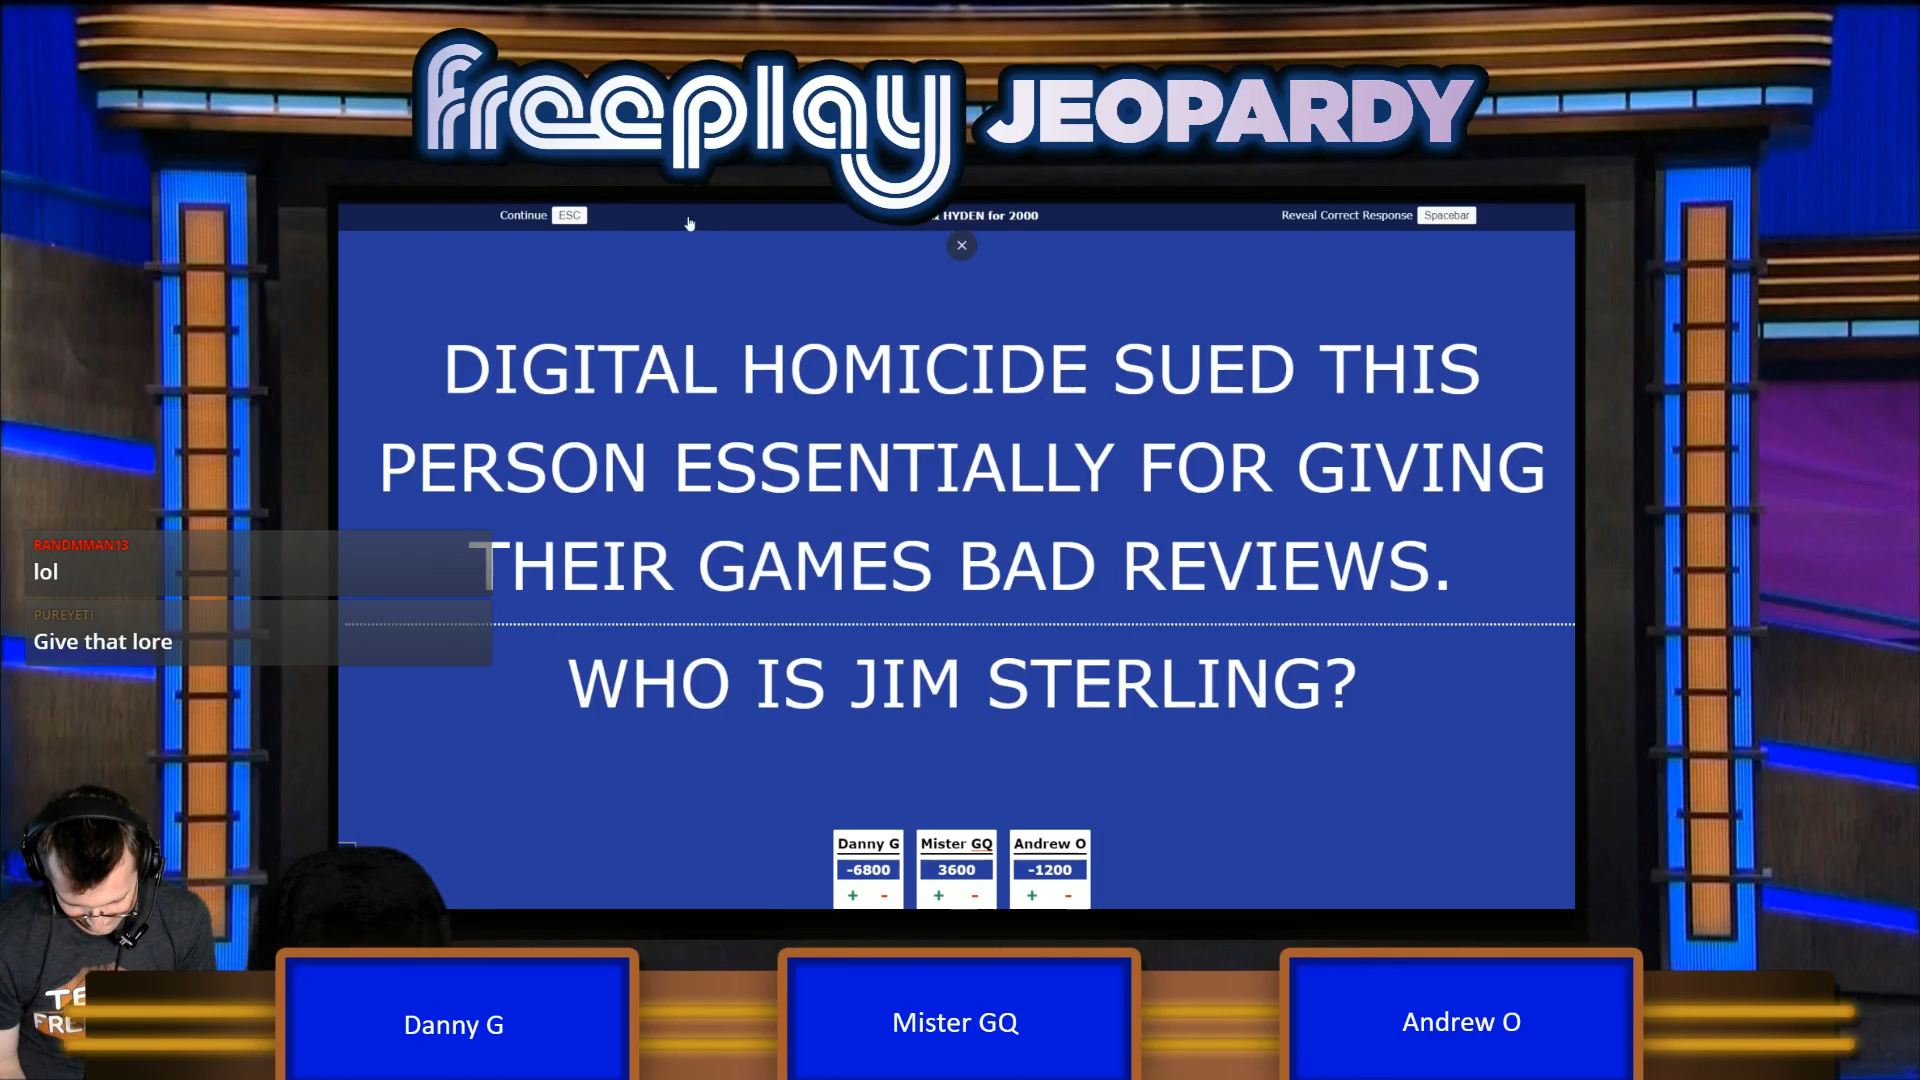 freeplay JEOPARDY
Continue ESC
& HYDEN for 2000
Reveal Correct Response Spacebar
DIGITAL HOMICIDE SUED THIS
PERSON ESSENTIALLY FOR GIVING
THEIR GAMES BAD REVIEWS.
RANDMMAN13
lol
PUREYETI
Give that lore
WHO IS JIM STERLING?
Danny G Mister GQ Andrew O
-6800 3600 -1200
+ - + - + -
Danny G Mister GQ Andrew O